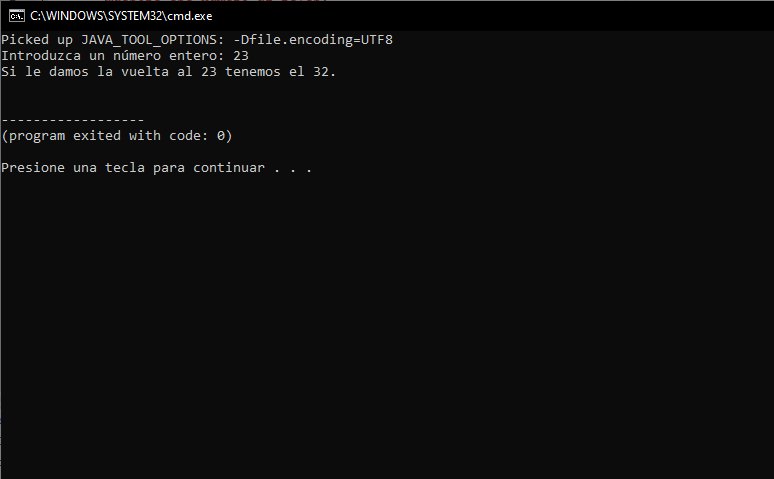 C:\WINDOWS\SYSTEM32\cmd.exe
Picked up JAVA_TOOL_OPTIONS: -Dfile.encoding=UTF8
Introduzca un número entero: 23
Si le damos la vuelta al 23 tenemos el 32.
------------------
(program exited with code: 0)
Presione una tecla para continuar . . .